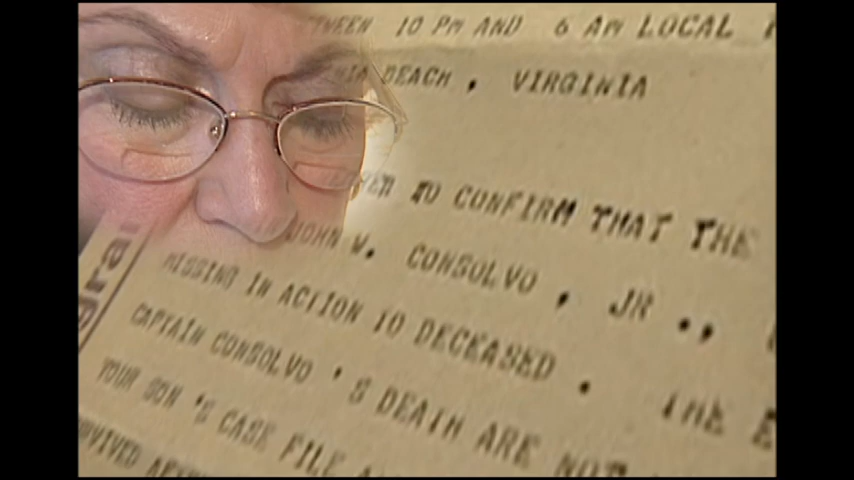 10 PM AND 6 AM LOCAL
BEACH, VIRGINIA
TO CONFIRM THAT THE
JOHN W. CONSOLVO, JR.,
MISSING IN ACTION TO DECEASED. THE
CAPTAIN CONSOLVO'S DEATH ARE NOT
YOUR SON'S CASE FILE